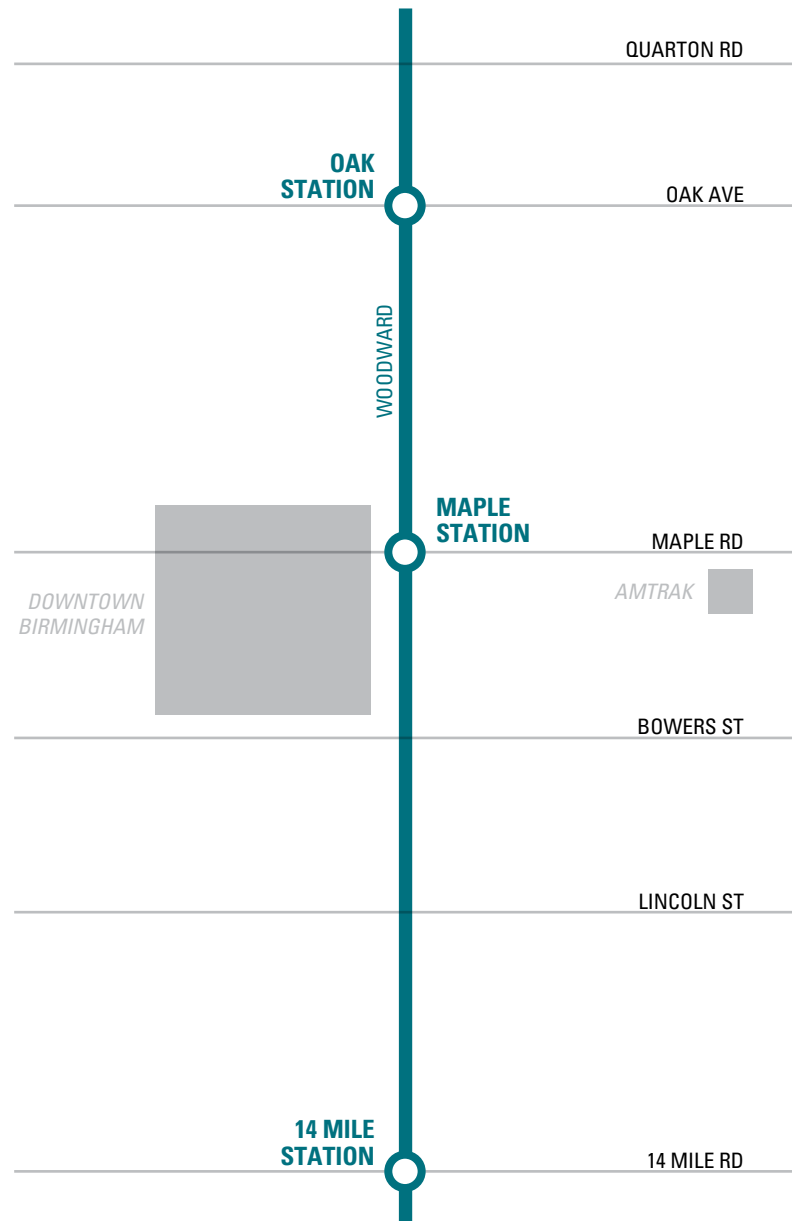 QUARTON RD
OAK
STATION
OAK AVE
WOODWARD
MAPLE
STATION
MAPLE RD
DOWNTOWN
BIRMINGHAM
AMTRAK
BOWERS ST
LINCOLN ST
14 MILE
STATION
14 MILE RD